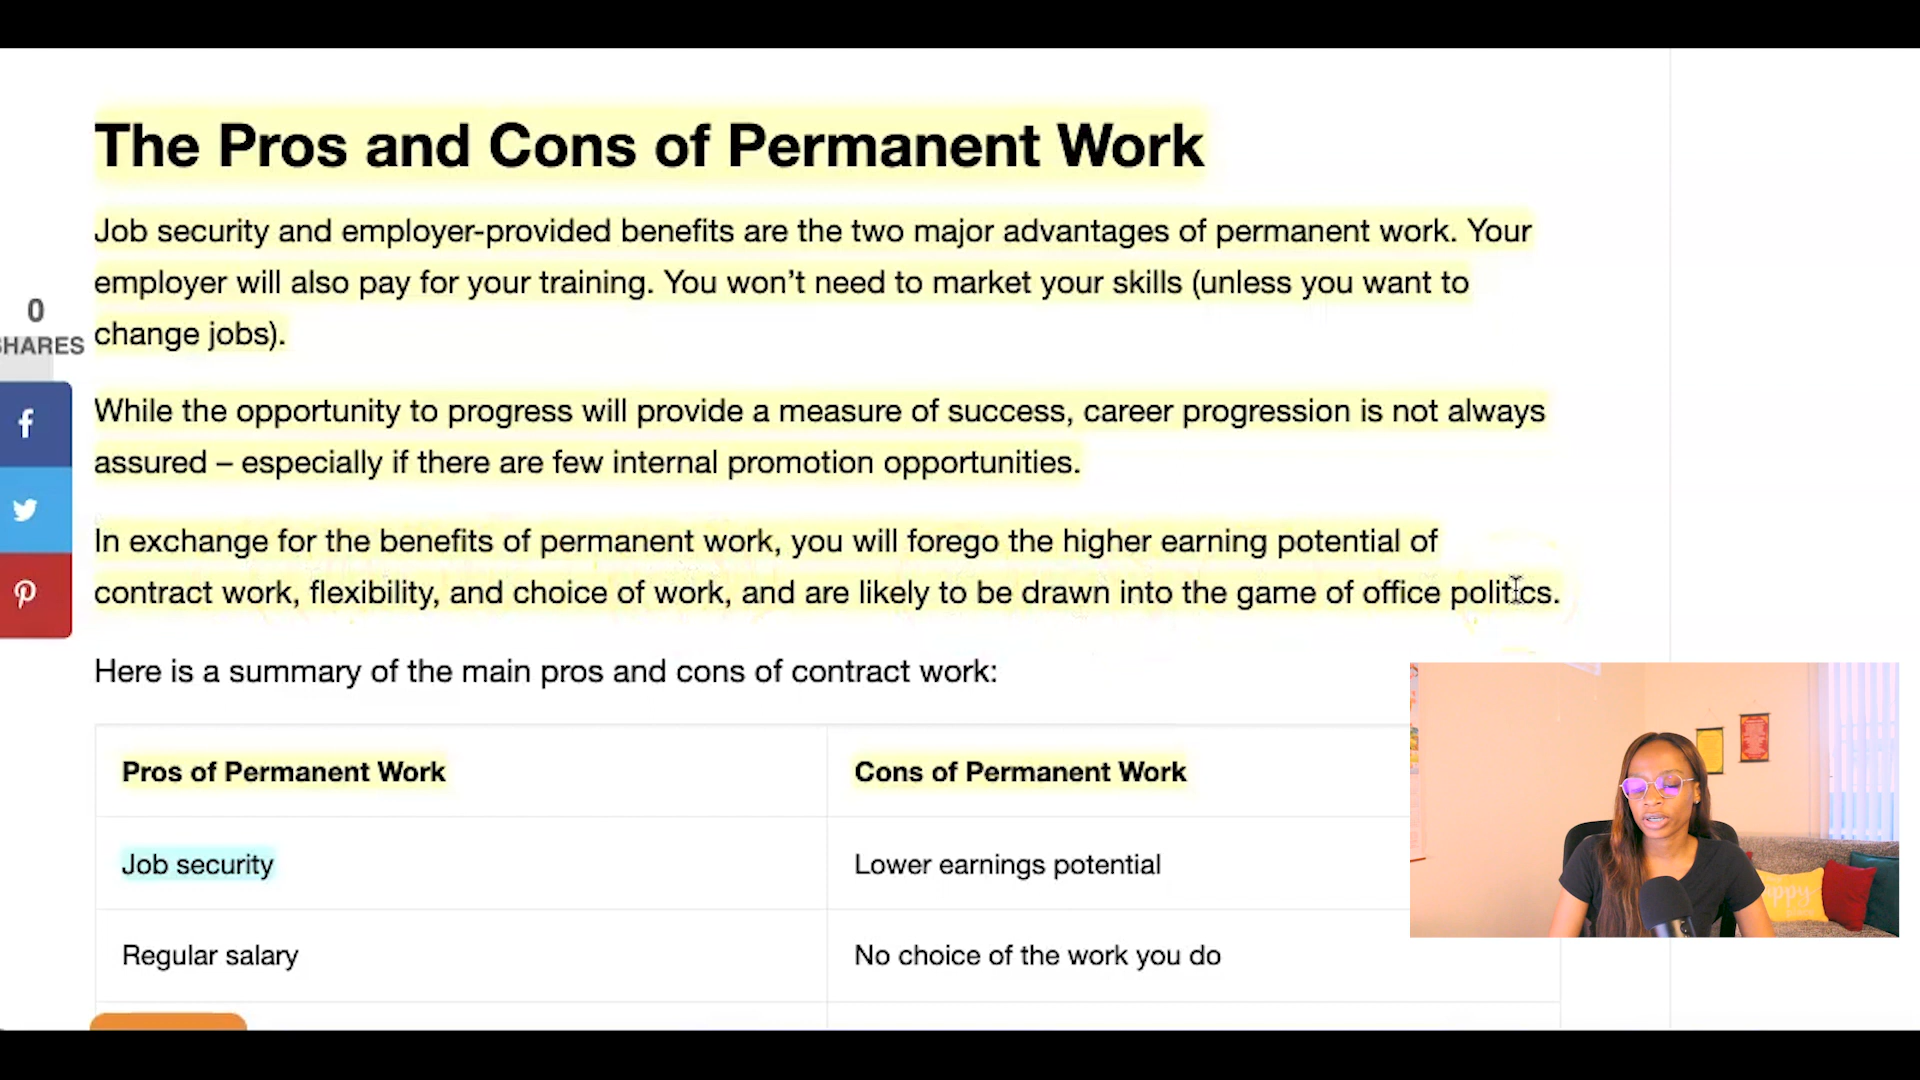 The Pros and Cons of Permanent Work
Job security and employer-provided benefits are the two major advantages of permanent work. Your
employer will also pay for your training. You won’t need to market your skills (unless you want to
change jobs).
0
SHARES
While the opportunity to progress will provide a measure of success, career progression is not always
assured – especially if there are few internal promotion opportunities.
In exchange for the benefits of permanent work, you will forego the higher earning potential of
contract work, flexibility, and choice of work, and are likely to be drawn into the game of office politics.
Here is a summary of the main pros and cons of contract work:
Pros of Permanent Work
Cons of Permanent Work
Job security
Lower earnings potential
Regular salary
No choice of the work you do